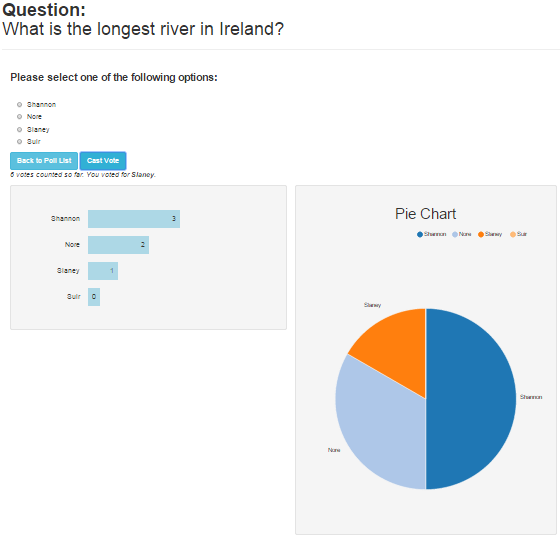 Question:
What is the longest river in Ireland?
Please select one of the following options:
Shannon
Nore
Slaney
Suir
Back to Poll List Cast Vote
6 votes counted so far. You voted for Slaney.
Shannon 3
Nore 2
Slaney 1
Suir 0
Pie Chart
Shannon Nore Slaney Suir
Slaney
Shannon
Nore